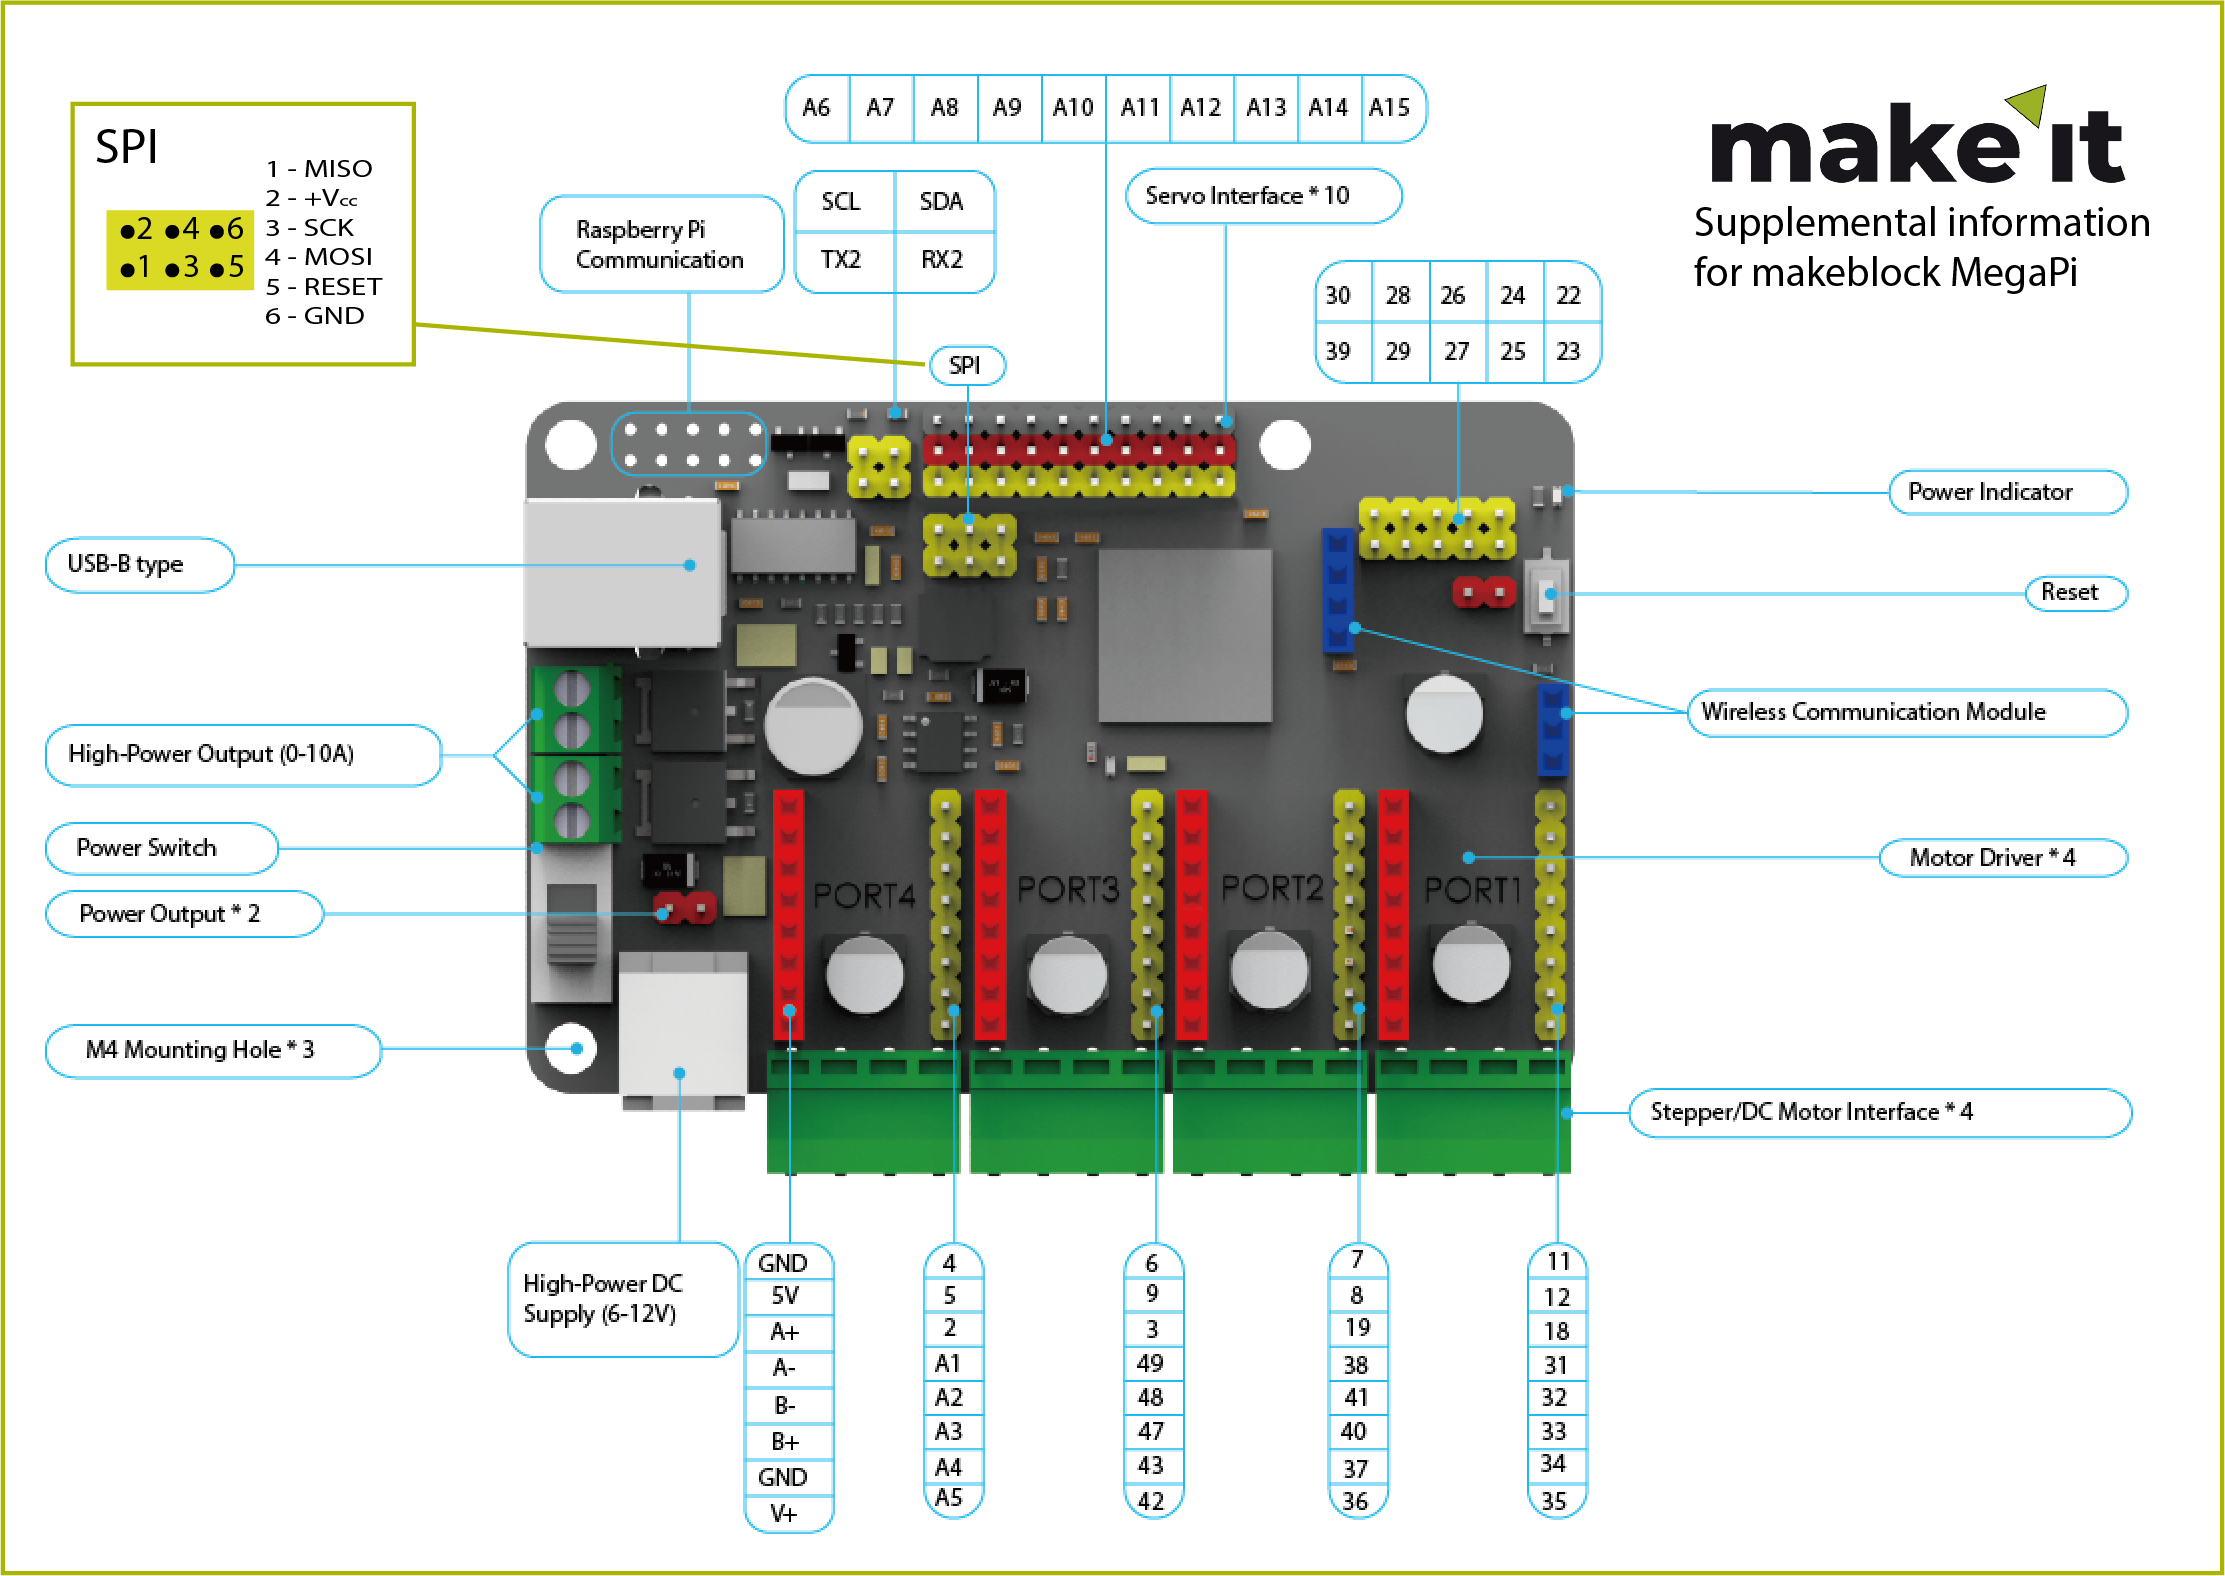 SPI
1 - MISO
2 - +Vcc
3 - SCK
4 - MOSI
5 - RESET
6 - GND
2 4 6
1 3 5
A6 A7 A8 A9 A10 A11 A12 A13 A14 A15
make it
Supplemental information
for makeblock MegaPi
Raspberry Pi
Communication
SCL SDA
TX2 RX2
Servo Interface * 10
30 28 26 24 22
39 29 27 25 23
SPI
Power Indicator
USB-B type
Reset
Wireless Communication Module
High-Power Output (0-10A)
Power Switch
Motor Driver * 4
Power Output * 2
PORT4
PORT3
PORT2
PORT1
M4 Mounting Hole * 3
Stepper/DC Motor Interface * 4
High-Power DC
Supply (6-12V)
GND
5V
A+
A-
B-
B+
GND
V+
4
5
2
A1
A2
A3
A4
A5
6
9
3
49
48
47
43
42
7
8
19
38
41
40
37
36
11
12
18
31
32
33
34
35